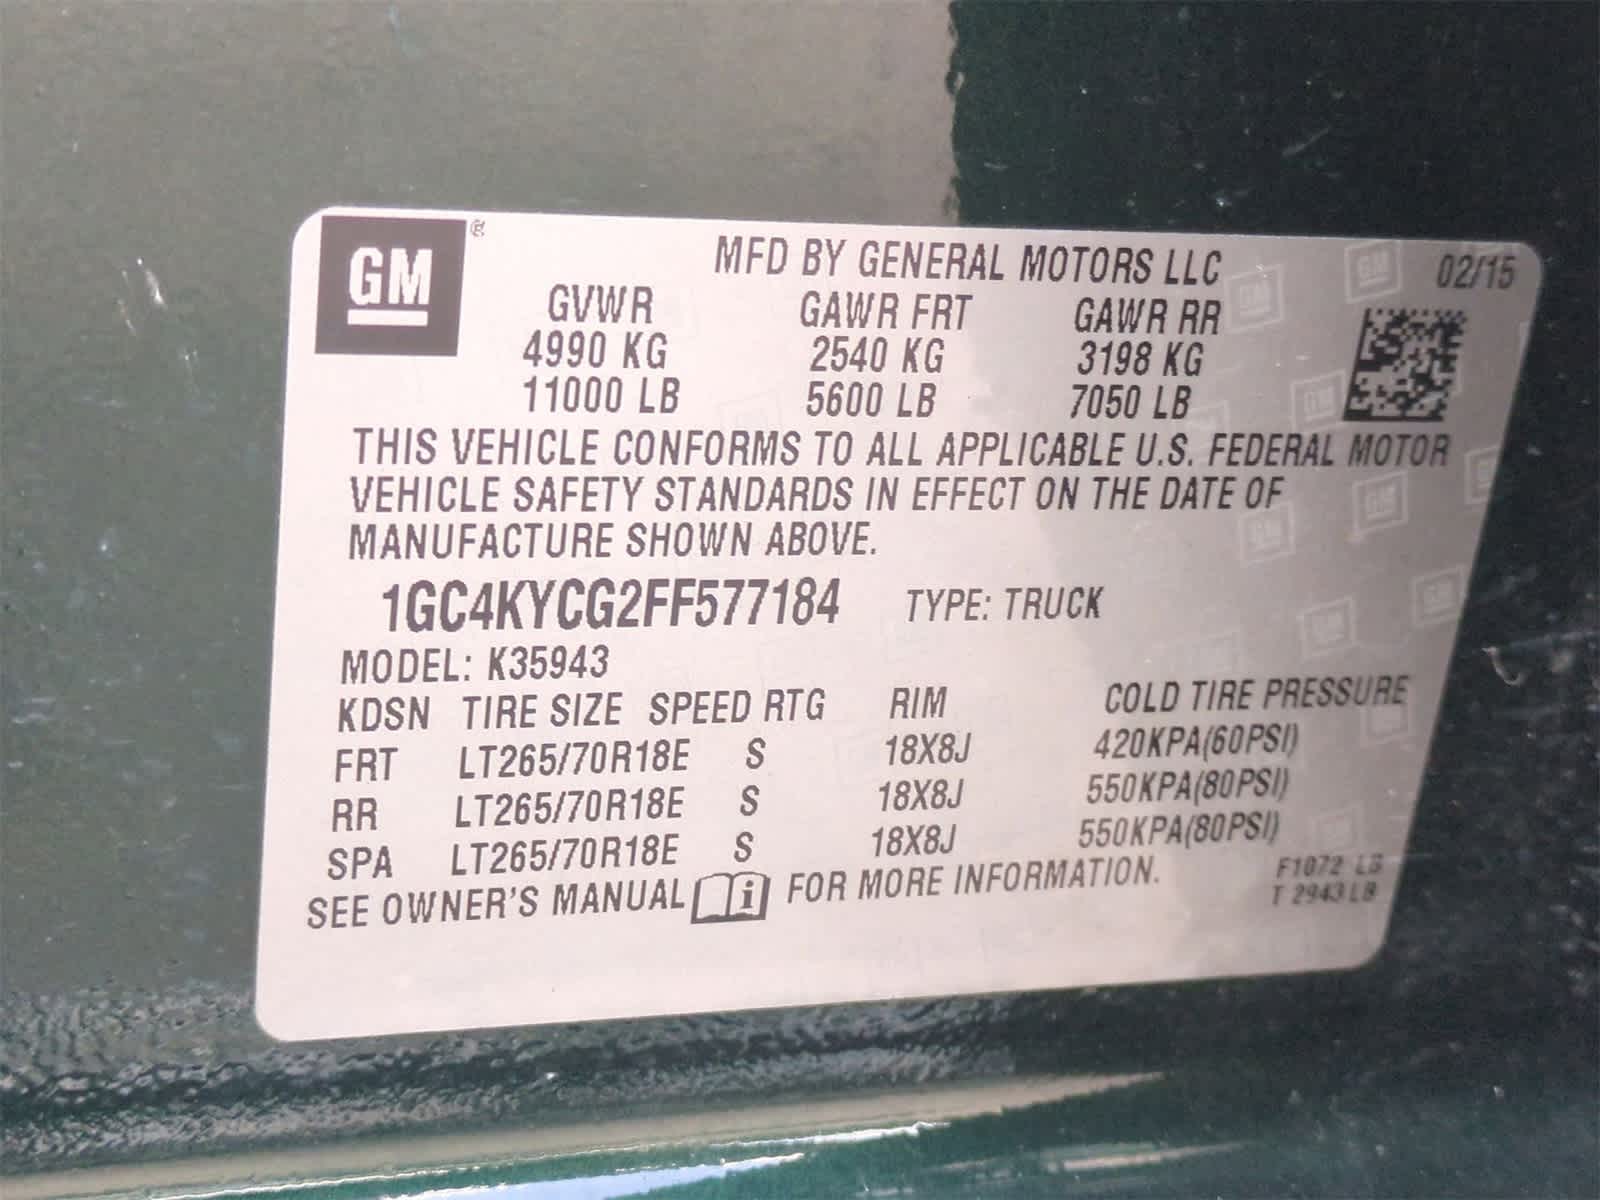 GM ®
MFD BY GENERAL MOTORS LLC 02/15
GVWR GAWR FRT GAWR RR
4990 KG 2540 KG 3198 KG
11000 LB 5600 LB 7050 LB
THIS VEHICLE CONFORMS TO ALL APPLICABLE U.S. FEDERAL MOTOR
VEHICLE SAFETY STANDARDS IN EFFECT ON THE DATE OF
MANUFACTURE SHOWN ABOVE.
1GC4KYCG2FF577184 TYPE: TRUCK
MODEL: K35943
KDSN TIRE SIZE SPEED RTG RIM COLD TIRE PRESSURE
FRT LT265/70R18E S 18X8J 420KPA(60PSI)
RR LT265/70R18E S 18X8J 550KPA(80PSI)
SPA LT265/70R18E S 18X8J 550KPA(80PSI)
SEE OWNER'S MANUAL i FOR MORE INFORMATION. F1072 LB
T 2943 LB